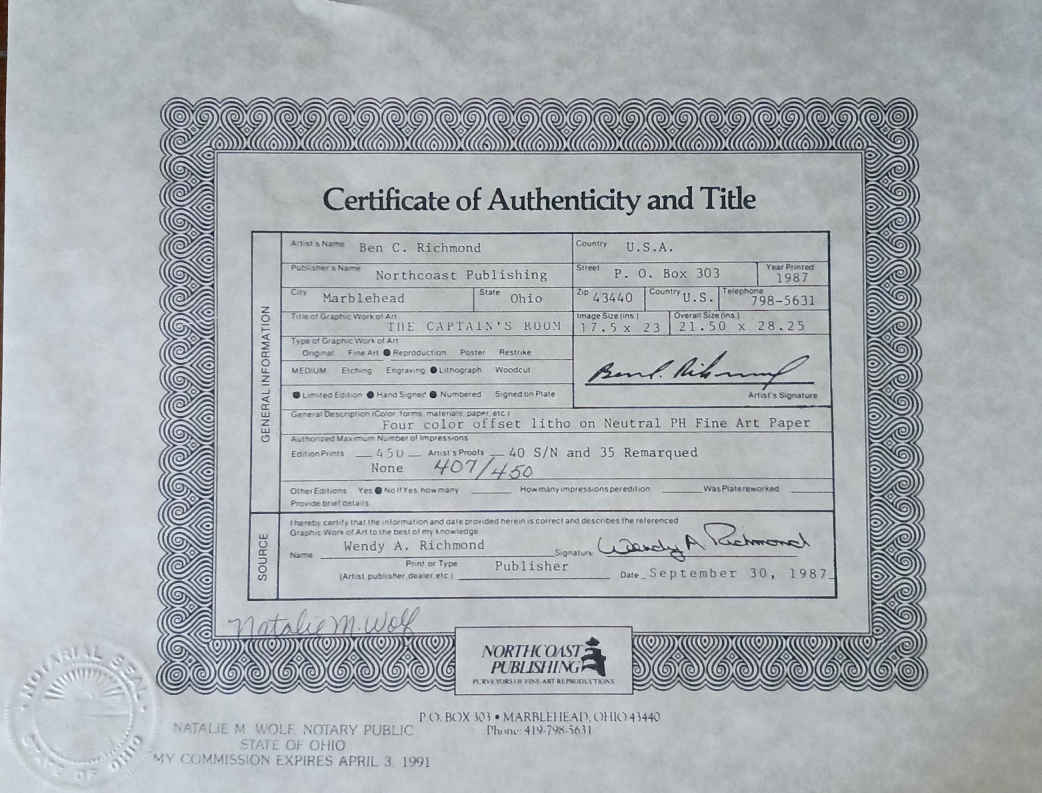 Certificate of Authenticity and Title
Artist's Name Ben C. Richmond Country U.S.A.
Publisher's Name Northcoast Publishing Street P. O. Box 303 Year Printed 1987
City Marblehead State Ohio Zip 43440 Country U.S. Telephone 798-5631
Title of Graphic Work of Art THE CAPTAIN'S ROOM Image Size (ins.) 17.5 x 23 Overall Size (ins.) 21.50 x 28.25
Type of Graphic Work of Art
Original Fine Art Reproduction Poster Restrike
MEDIUM Etching Engraving Lithograph Woodcut
Ben C. Richmond
Limited Edition Hand Signed Numbered Signed on Plate Artist's Signature
GENERAL INFORMATION
General Description (Color, forms, materials, paper, etc.)
Four color offset litho on Neutral PH Fine Art Paper
Authorized Maximum Number of Impressions
Edition Prints 450 Artist's Proofs 40 S/N and 35 Remarqued
None 407/450
Other Editions Yes No If Yes, how many How many impressions per edition Was Plate reworked
Provide brief details
SOURCE
I hereby certify that the information and date provided herein is correct and describes the referenced
Graphic Work of Art to the best of my knowledge
Name Wendy A. Richmond Signature Wendy A Richmond
Print or Type
(Artist, publisher, dealer, etc.) Publisher Date September 30, 1987
Natalie M. Wolf
NORTHCOAST
PUBLISHING
PURVEYORS OF FINE ART REPRODUCTIONS
P.O. BOX 303 • MARBLEHEAD, OHIO 43440
Phone: 419-798-5631
NOTARIAL SEAL
STATE OF OHIO
NATALIE M. WOLF, NOTARY PUBLIC
STATE OF OHIO
MY COMMISSION EXPIRES APRIL 3, 1991